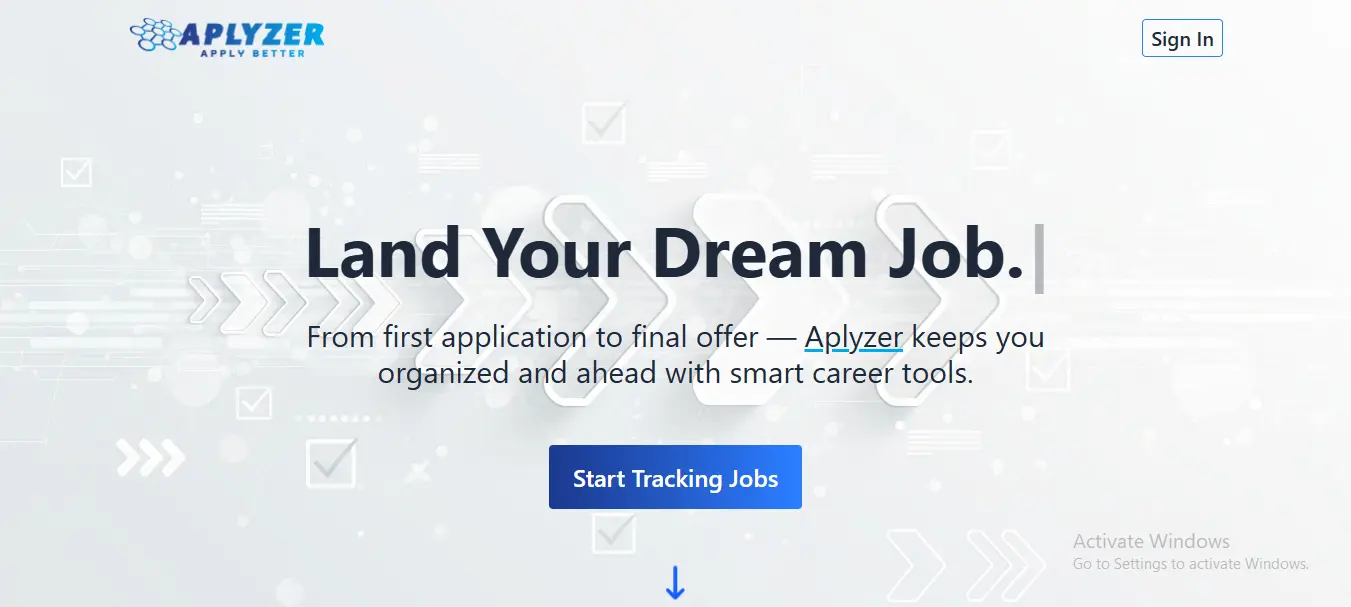 APLYZER
APPLY BETTER
Sign In
Land Your Dream Job.
From first application to final offer — Aplyzer keeps you
organized and ahead with smart career tools.
Start Tracking Jobs
Activate Windows
Go to Settings to activate Windows.